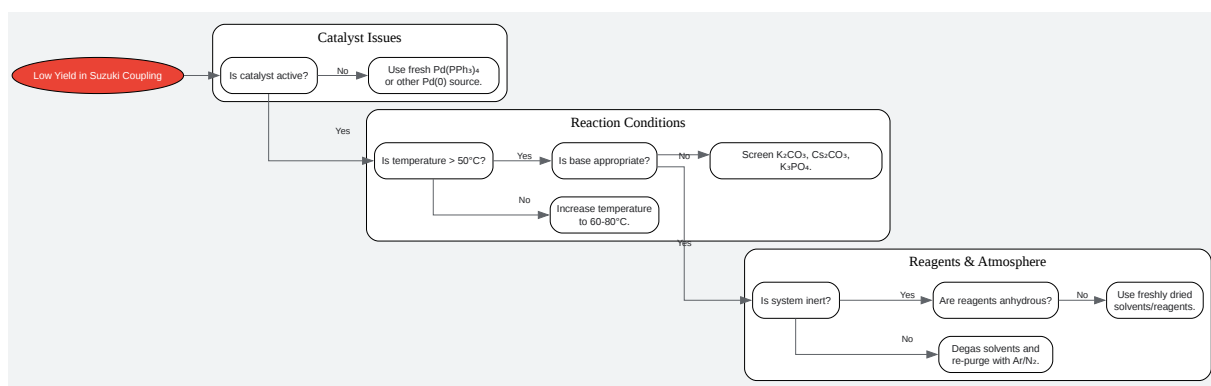 Catalyst Issues
Low Yield in Suzuki Coupling
Is catalyst active?
No
Use fresh Pd(PPh₃)₄
or other Pd(0) source.
Yes
Reaction Conditions
Is temperature > 50°C?
Yes
Is base appropriate?
No
Screen K₂CO₃, Cs₂CO₃,
K₃PO₄.
No
Increase temperature
to 60-80°C.
Yes
Reagents & Atmosphere
Is system inert?
Yes
Are reagents anhydrous?
No
Use freshly dried
solvents/reagents.
No
Degas solvents and
re-purge with Ar/N₂.